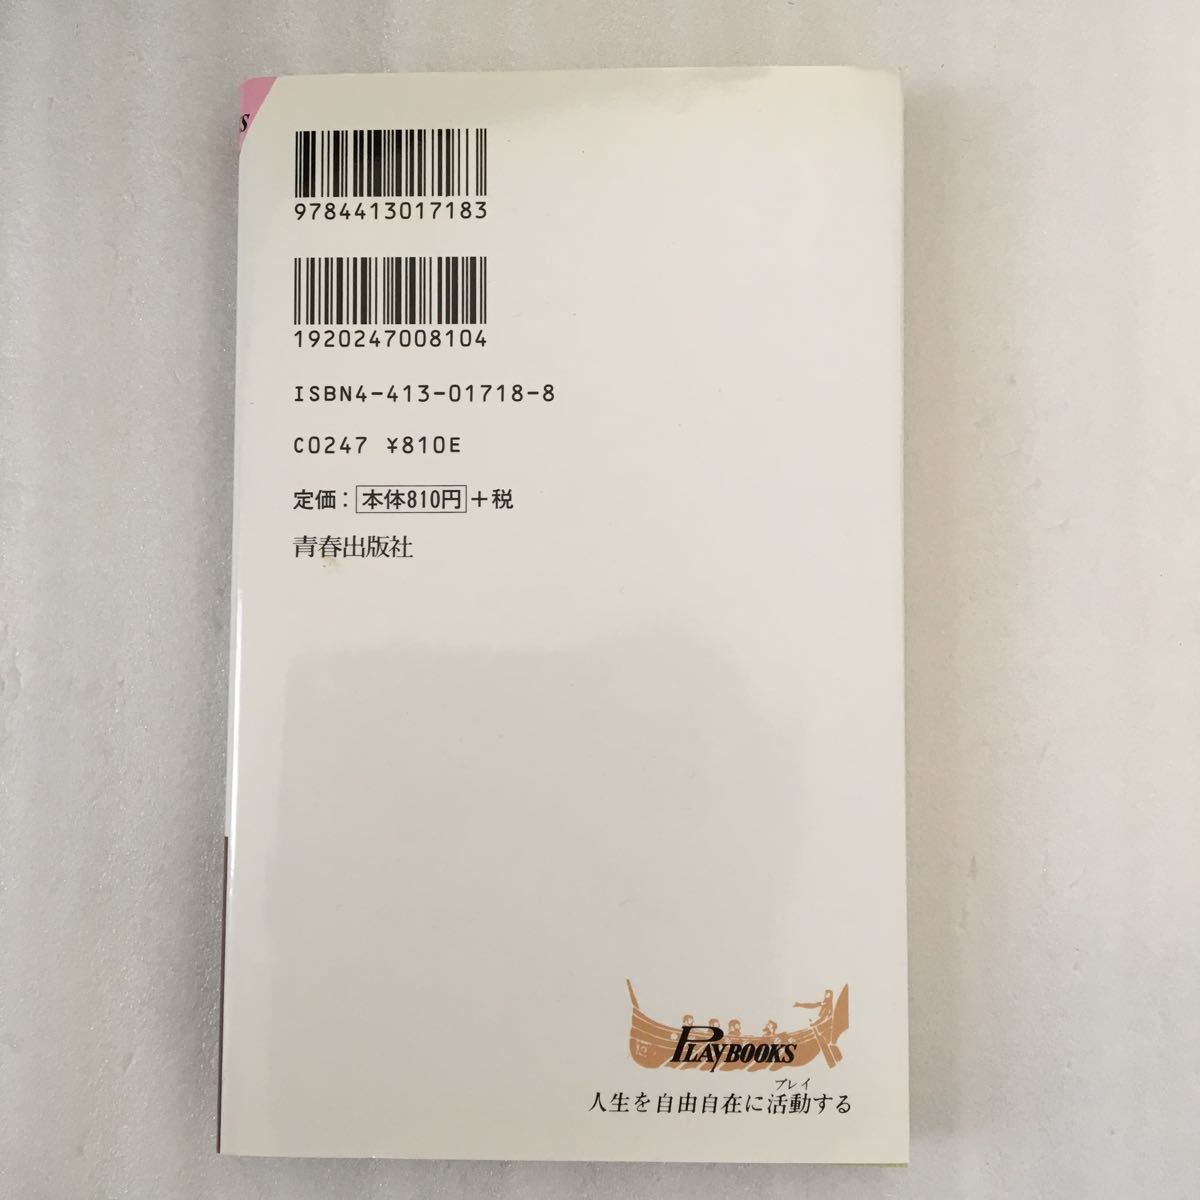 S
9784413017183
1920247008104
ISBN4-413-01718-8
C0247 ¥810E
定価：本体810円+税
青春出版社
PLAYBOOKS
プレイ
人生を自由自在に活動する